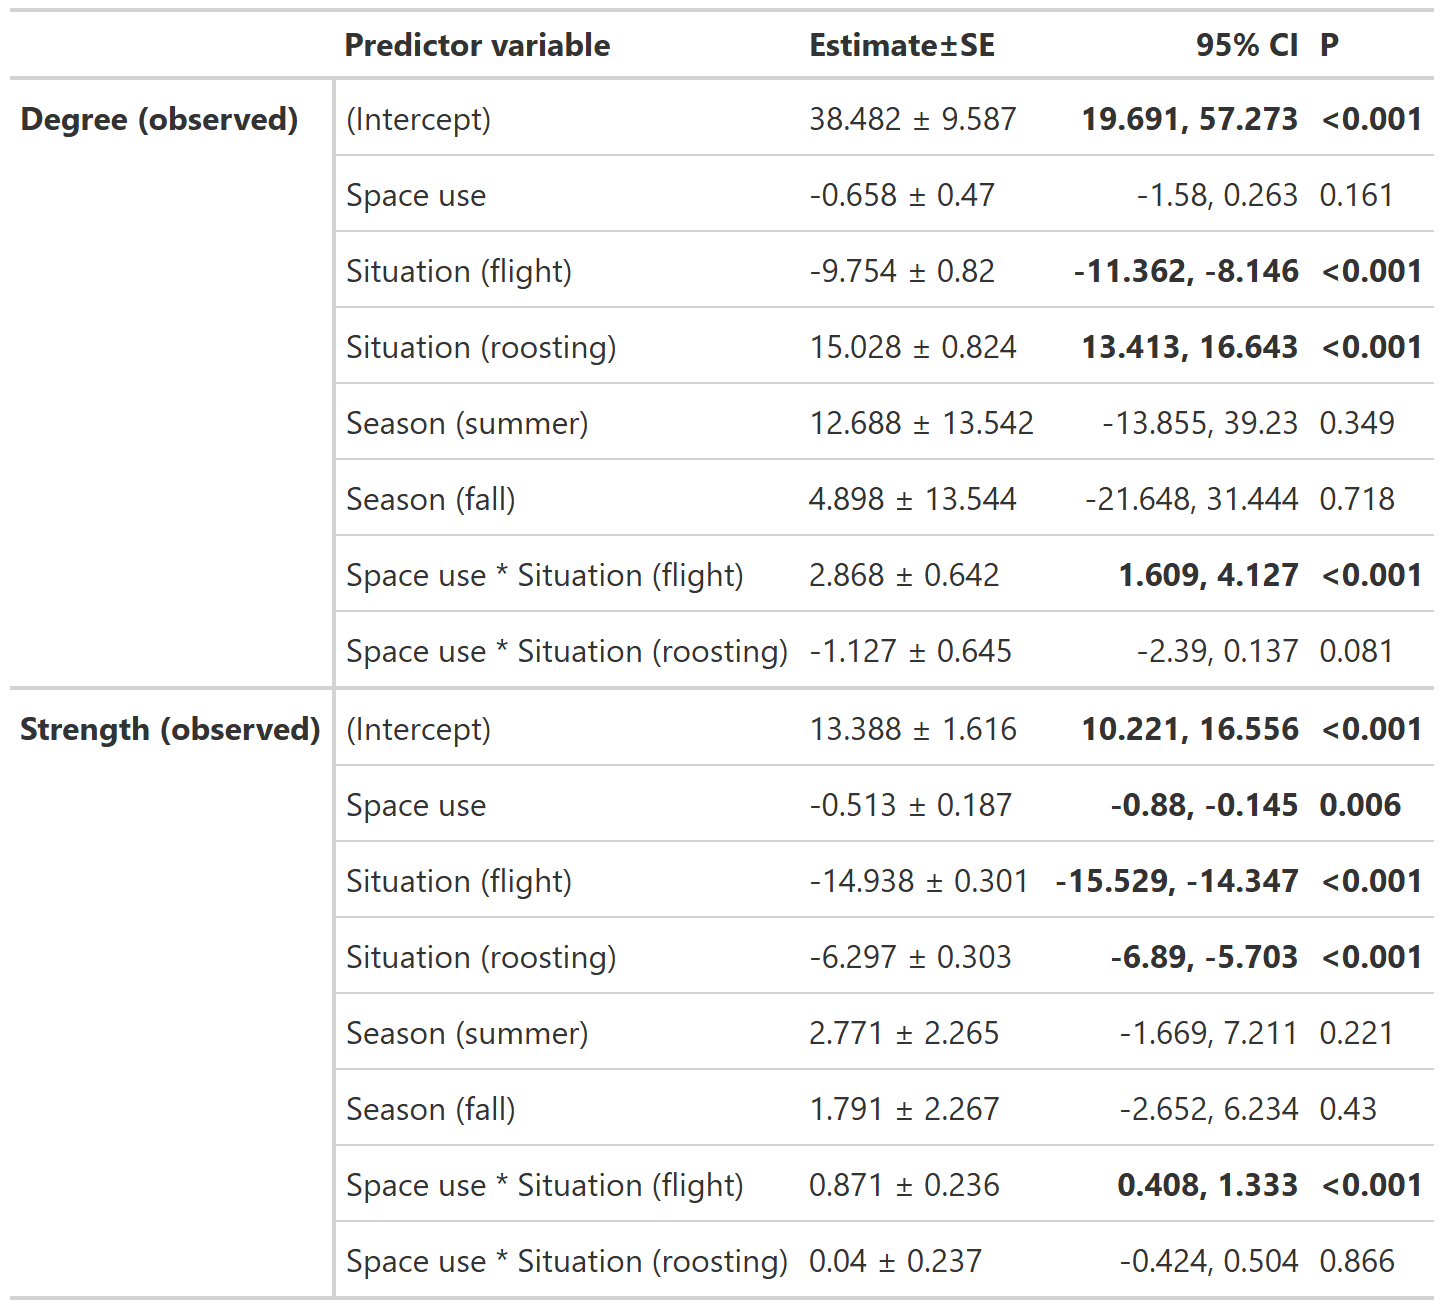 Predictor variable Estimate±SE 95% CI P
Degree (observed) (Intercept) 38.482 ± 9.587 19.691, 57.273 <0.001
Space use -0.658 ± 0.47 -1.58, 0.263 0.161
Situation (flight) -9.754 ± 0.82 -11.362, -8.146 <0.001
Situation (roosting) 15.028 ± 0.824 13.413, 16.643 <0.001
Season (summer) 12.688 ± 13.542 -13.855, 39.23 0.349
Season (fall) 4.898 ± 13.544 -21.648, 31.444 0.718
Space use * Situation (flight) 2.868 ± 0.642 1.609, 4.127 <0.001
Space use * Situation (roosting) -1.127 ± 0.645 -2.39, 0.137 0.081
Strength (observed) (Intercept) 13.388 ± 1.616 10.221, 16.556 <0.001
Space use -0.513 ± 0.187 -0.88, -0.145 0.006
Situation (flight) -14.938 ± 0.301 -15.529, -14.347 <0.001
Situation (roosting) -6.297 ± 0.303 -6.89, -5.703 <0.001
Season (summer) 2.771 ± 2.265 -1.669, 7.211 0.221
Season (fall) 1.791 ± 2.267 -2.652, 6.234 0.43
Space use * Situation (flight) 0.871 ± 0.236 0.408, 1.333 <0.001
Space use * Situation (roosting) 0.04 ± 0.237 -0.424, 0.504 0.866